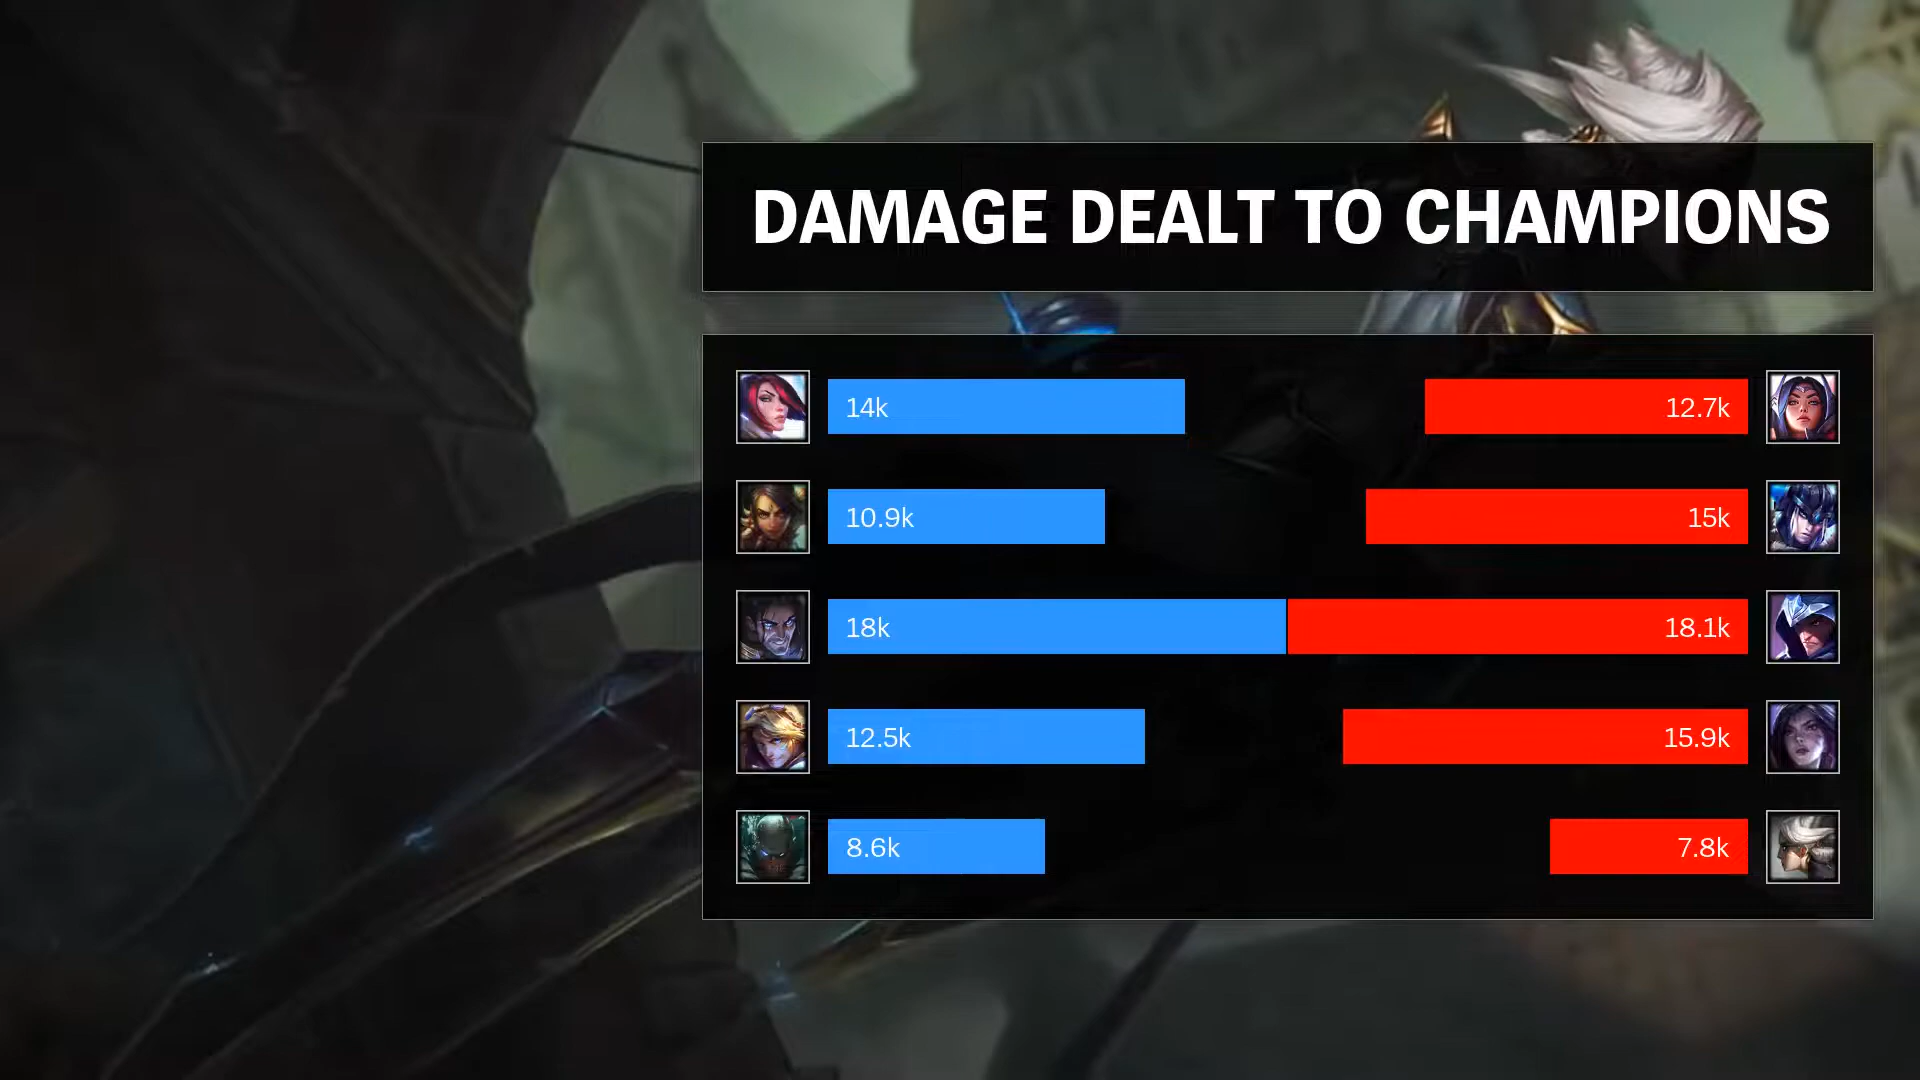 DAMAGE DEALT TO CHAMPIONS
14k 12.7k
10.9k 15k
18k 18.1k
12.5k 15.9k
8.6k 7.8k